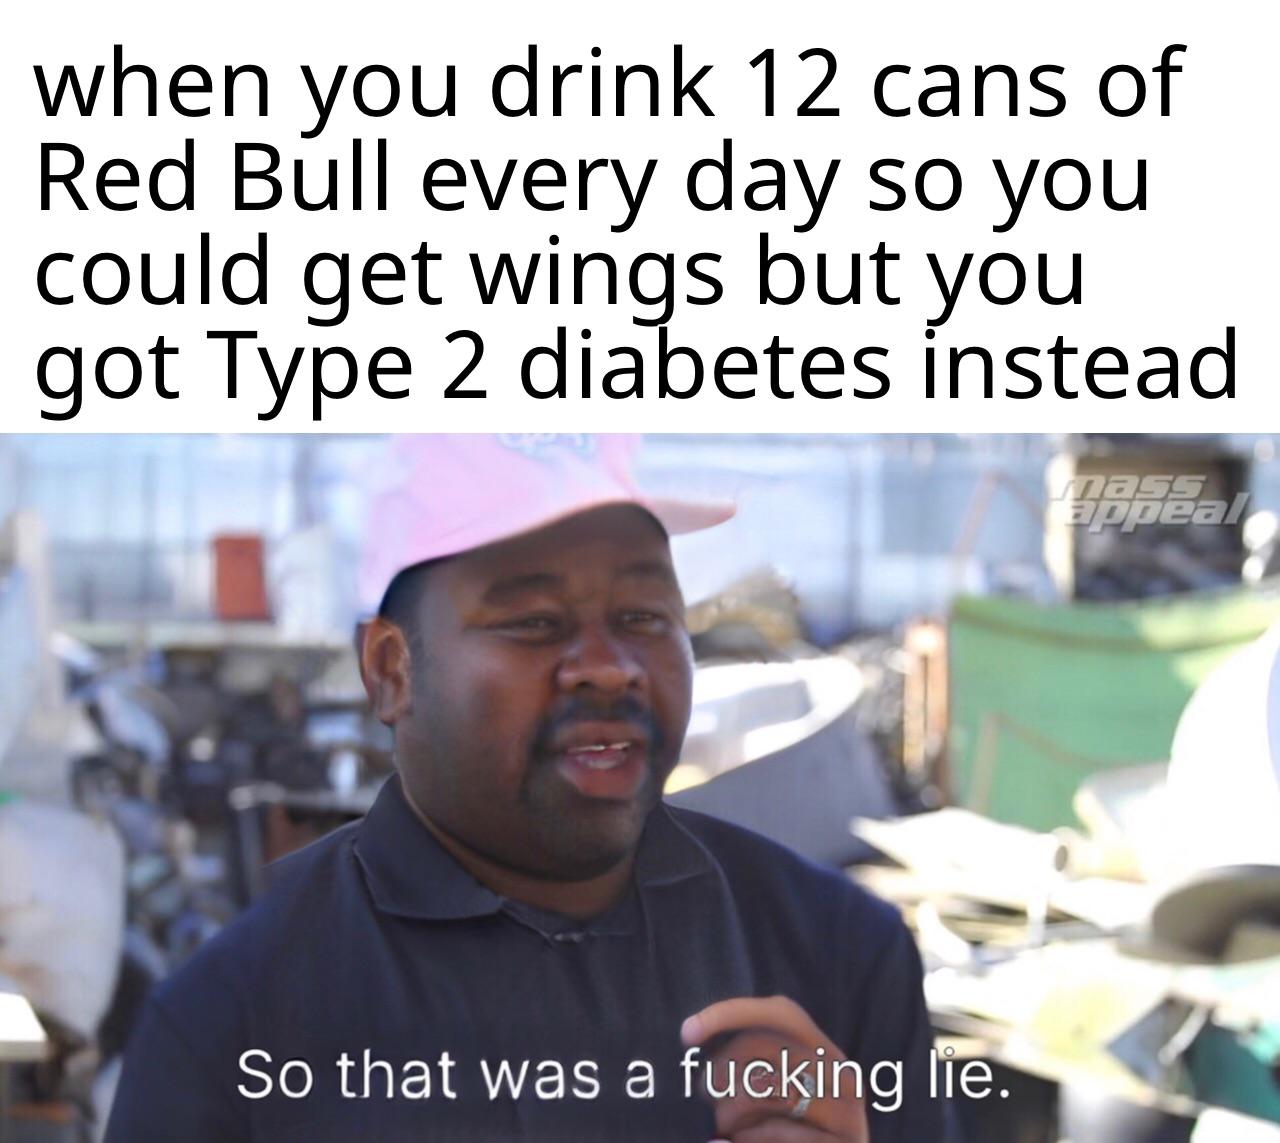 when you drink 12 cans of
Red Bull every day so you
could get wings but you
got Type 2 diabetes instead
mass
appeal
So that was a fucking lie.